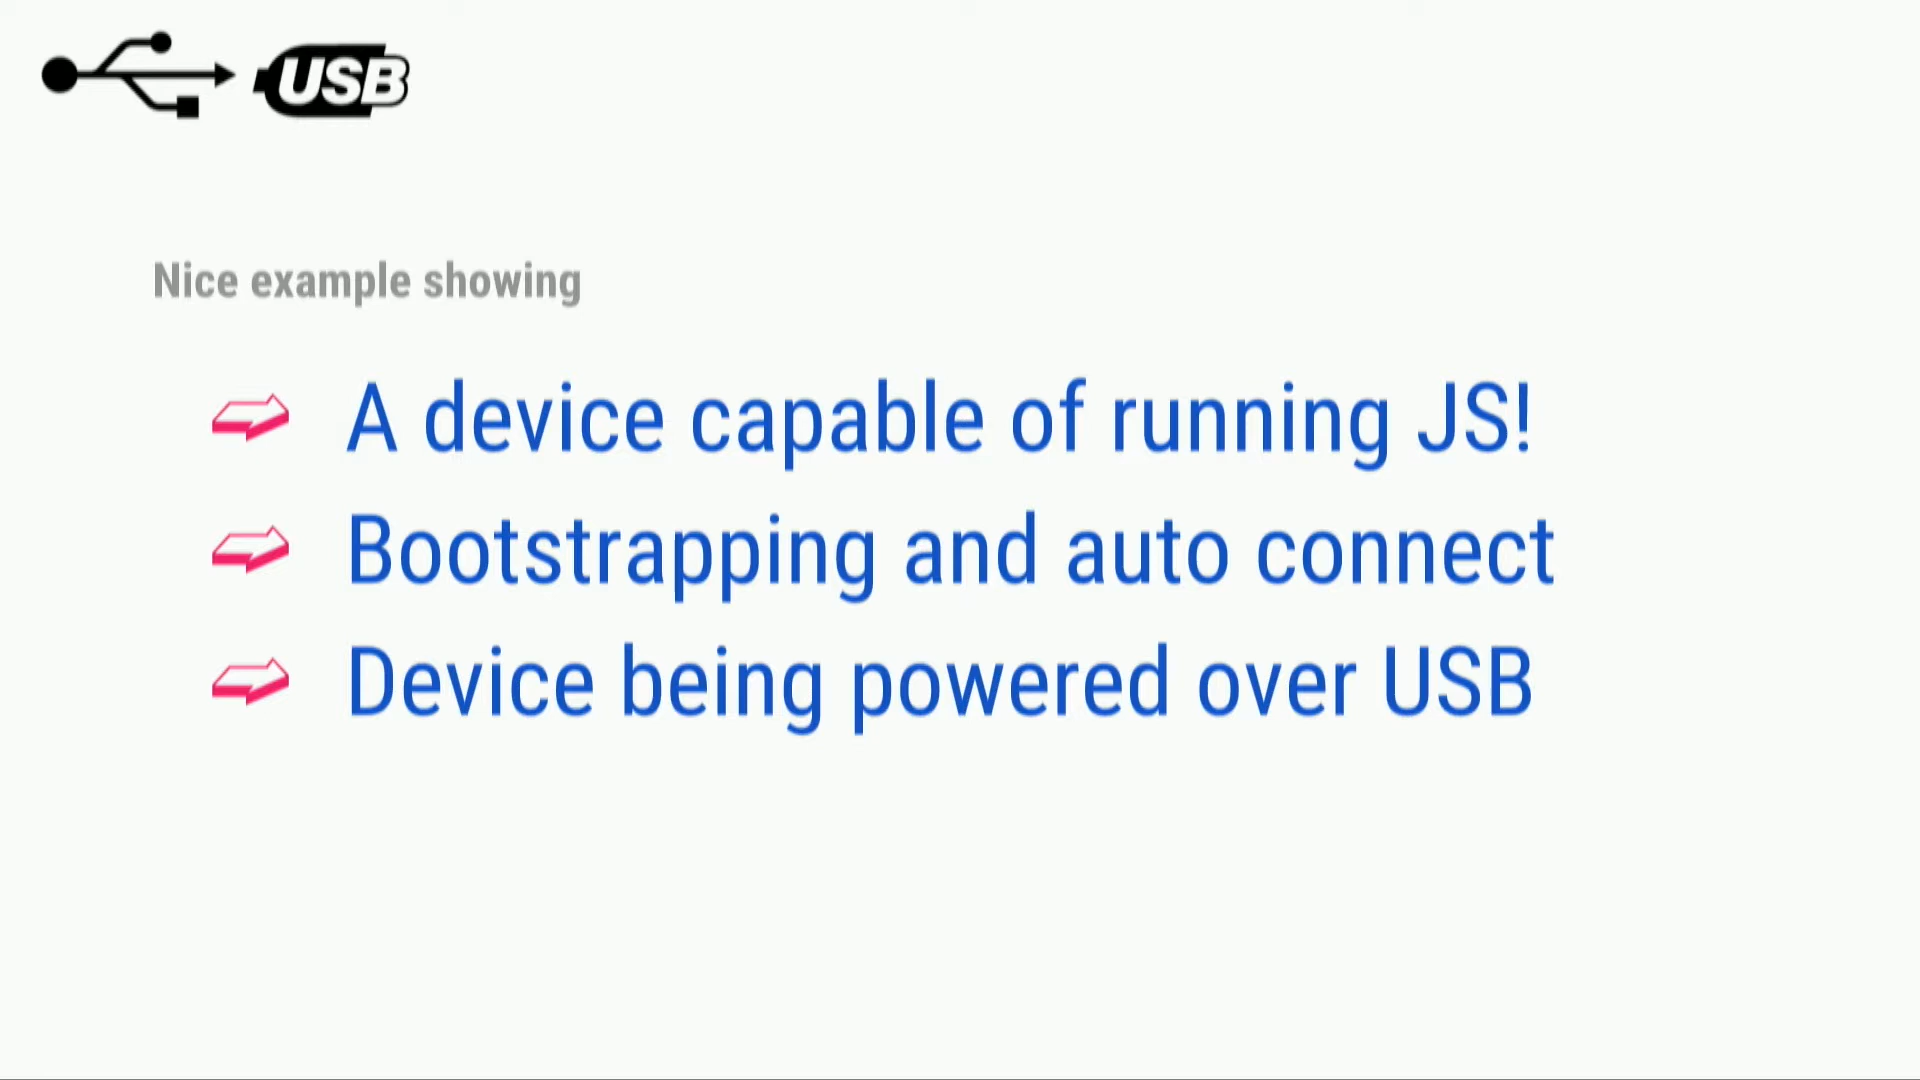 USB
Nice example showing
A device capable of running JS!
Bootstrapping and auto connect
Device being powered over USB